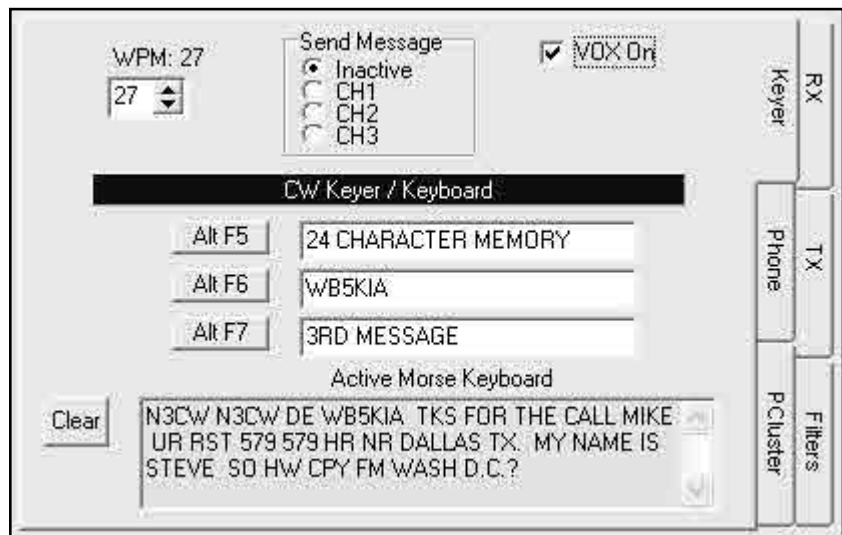 WPM: 27
27
Send Message
Inactive
CH1
CH2
CH3
VOX On
CW Keyer / Keyboard
Alt F5
24 CHARACTER MEMORY
Alt F6
WB5KIA
Alt F7
3RD MESSAGE
Active Morse Keyboard
Clear
N3CW N3CW DE WB5KIA  TKS FOR THE CALL MIKE
UR RST 579 579 HR NR DALLAS TX.  MY NAME IS
STEVE  SO HW CPY FM WASH D.C.?
Keyer
Phone
PCluster
RX
TX
Filters